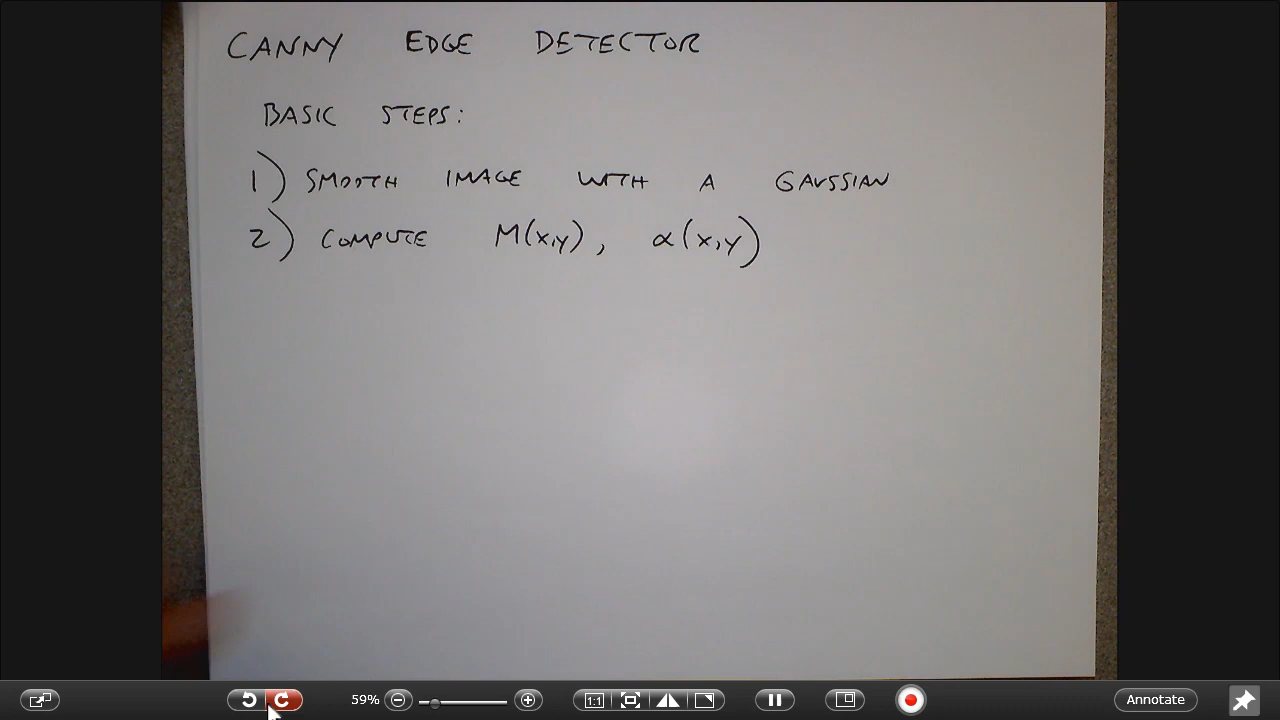 CANNY EDGE DETECTOR
BASIC STEPS:
1) SMOOTH IMAGE WITH A GAUSSIAN
2) COMPUTE M(x,y), α(x,y)
59% 1:1 Annotate